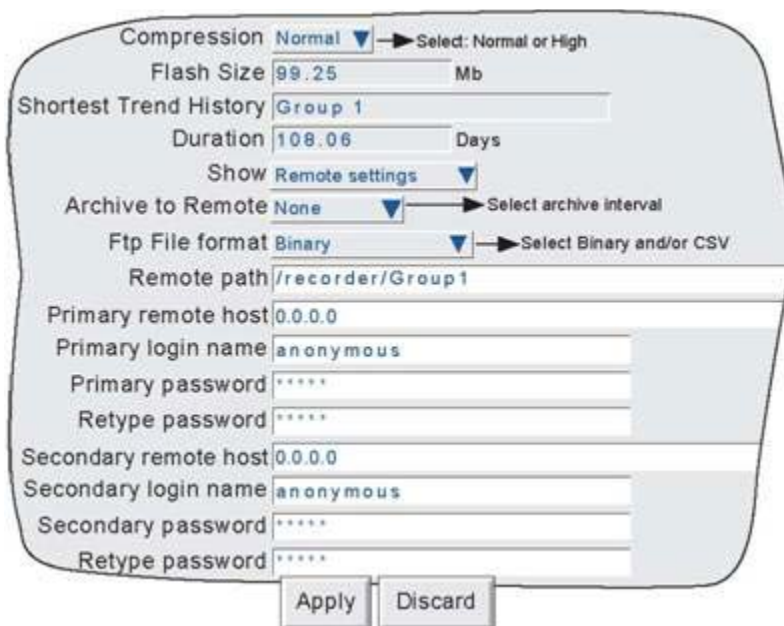 Compression Normal Select: Normal or High
Flash Size 99.25 Mb
Shortest Trend History Group 1
Duration 108.06 Days
Show Remote settings
Archive to Remote None Select archive interval
Ftp File format Binary Select Binary and/or CSV
Remote path /recorder/Group1
Primary remote host 0.0.0.0
Primary login name anonymous
Primary password *****
Retype password *****
Secondary remote host 0.0.0.0
Secondary login name anonymous
Secondary password *****
Retype password *****
Apply Discard